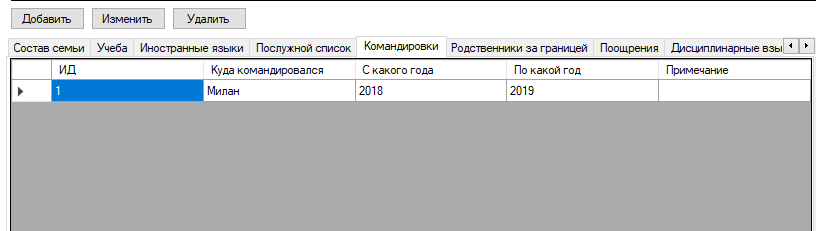 Добавить Изменить Удалить
Состав семьи Учеба Иностранные языки Послужной список Командировки Родственники за границей Поощрения Дисциплинарные взы
ИД Куда командировался С какого года По какой год Примечание
1 Милан 2018 2019